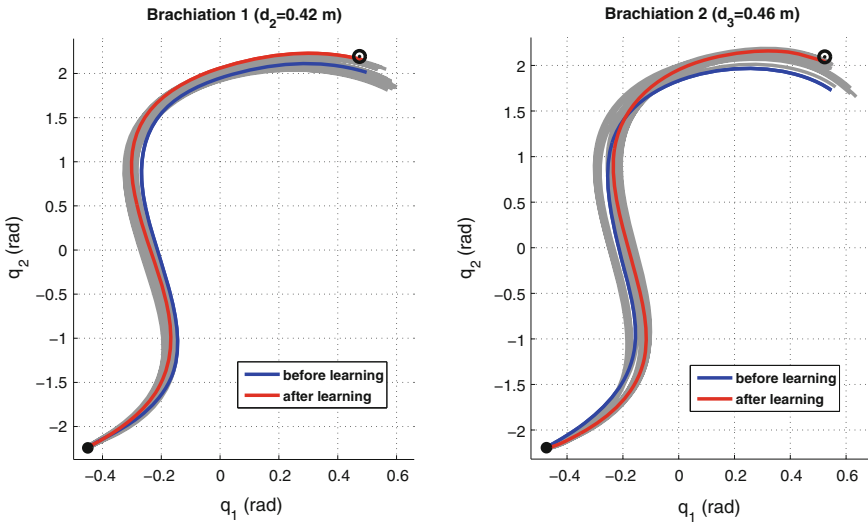 Brachiation 1 (d2=0.42 m)
2
1.5
1
0.5
0
−0.5
−1
−1.5
−2
q2 (rad)
before learning
after learning
−0.4 −0.2 0 0.2 0.4 0.6
q1 (rad)
Brachiation 2 (d3=0.46 m)
2
1.5
1
0.5
0
−0.5
−1
−1.5
−2
q2 (rad)
before learning
after learning
−0.4 −0.2 0 0.2 0.4 0.6
q1 (rad)